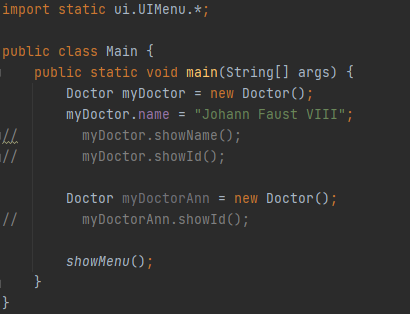 import static ui.UIMenu.*;
public class Main {
public static void main(String[] args) {
Doctor myDoctor = new Doctor();
myDoctor.name = "Johann Faust VIII";
// myDoctor.showName();
// myDoctor.showId();
Doctor myDoctorAnn = new Doctor();
// myDoctorAnn.showId();
showMenu();
}
}